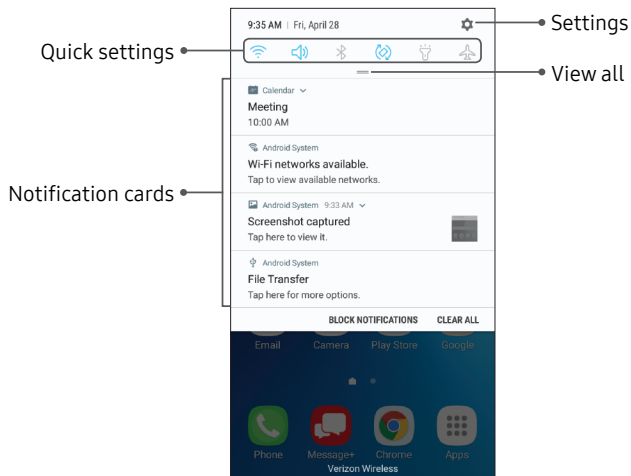 9:35 AM | Fri, April 28
Settings
Quick settings
View all
Notification cards
Calendar
Meeting
10:00 AM
Android System
Wi-Fi networks available.
Tap to view available networks.
Android System 9:33 AM
Screenshot captured
Tap here to view it.
Android System
File Transfer
Tap here for more options.
BLOCK NOTIFICATIONS CLEAR ALL
Email Camera Play Store Google
Phone Message+ Chrome Apps
Verizon Wireless